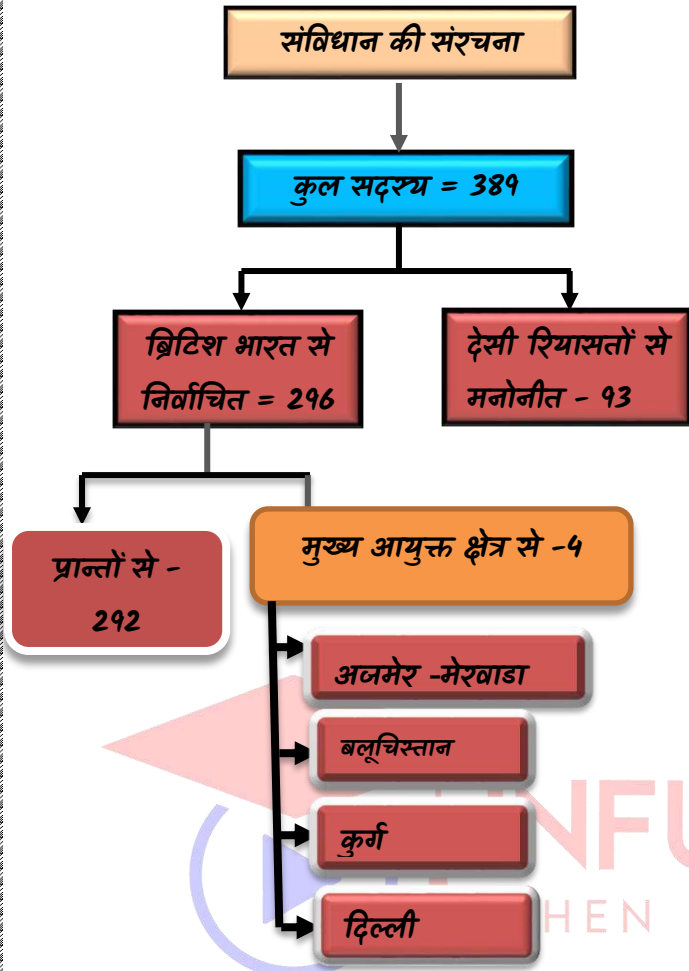 संविधान की संरचना
कुल सदस्य = 389
ब्रिटिश भारत से
निर्वाचित = 296
देसी रियासतों से
मनोनीत - 93
प्रान्तों से -
292
मुख्य आयुक्त क्षेत्र से -4
अजमेर -मेरवाडा
बलूचिस्तान
कुर्ग
दिल्ली